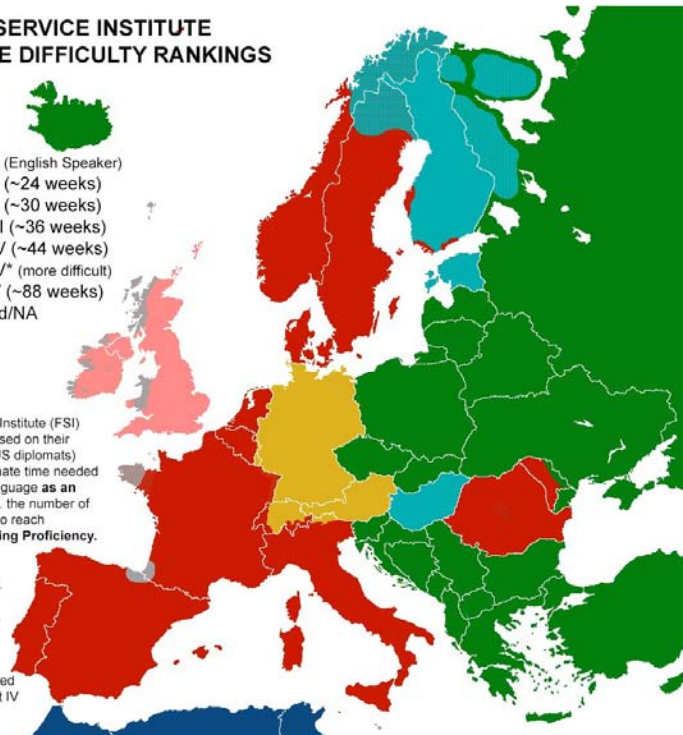 SERVICE INSTITUTE
E DIFFICULTY RANKINGS
(English Speaker)
(~24 weeks)
(~30 weeks)
I (~36 weeks)
V (~44 weeks)
V* (more difficult)
(~88 weeks)
d/NA
Institute (FSI)
sed on their
US diplomats)
nate time needed
guage as an
, the number of
o reach
ing Proficiency.
red
t IV